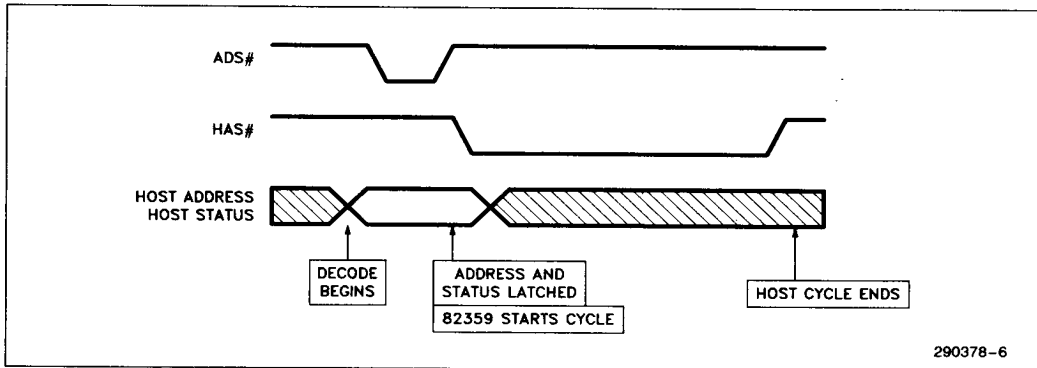 ADS#
HAS#
HOST ADDRESS
HOST STATUS
DECODE
BEGINS
ADDRESS AND
STATUS LATCHED
82359 STARTS CYCLE
HOST CYCLE ENDS
290378-6